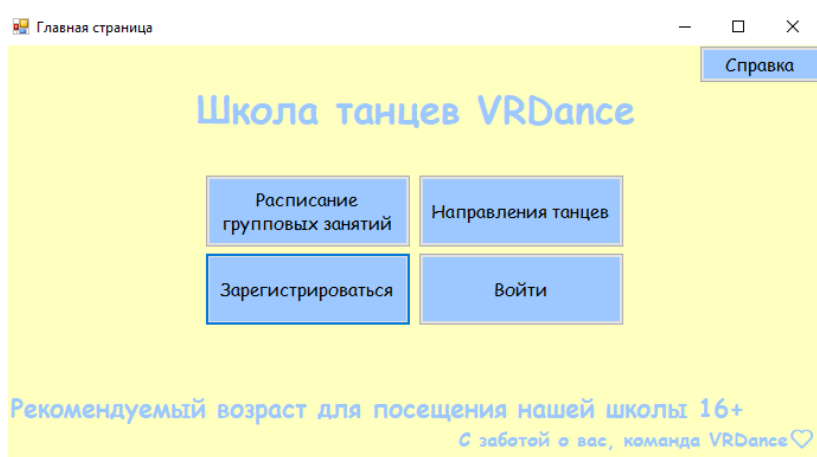 Главная страница
Справка
Школа танцев VRDance
Расписание
групповых занятий
Направления танцев
Зарегистрироваться
Войти
Рекомендуемый возраст для посещения нашей школы 16+
С заботой о вас, команда VRDance♡